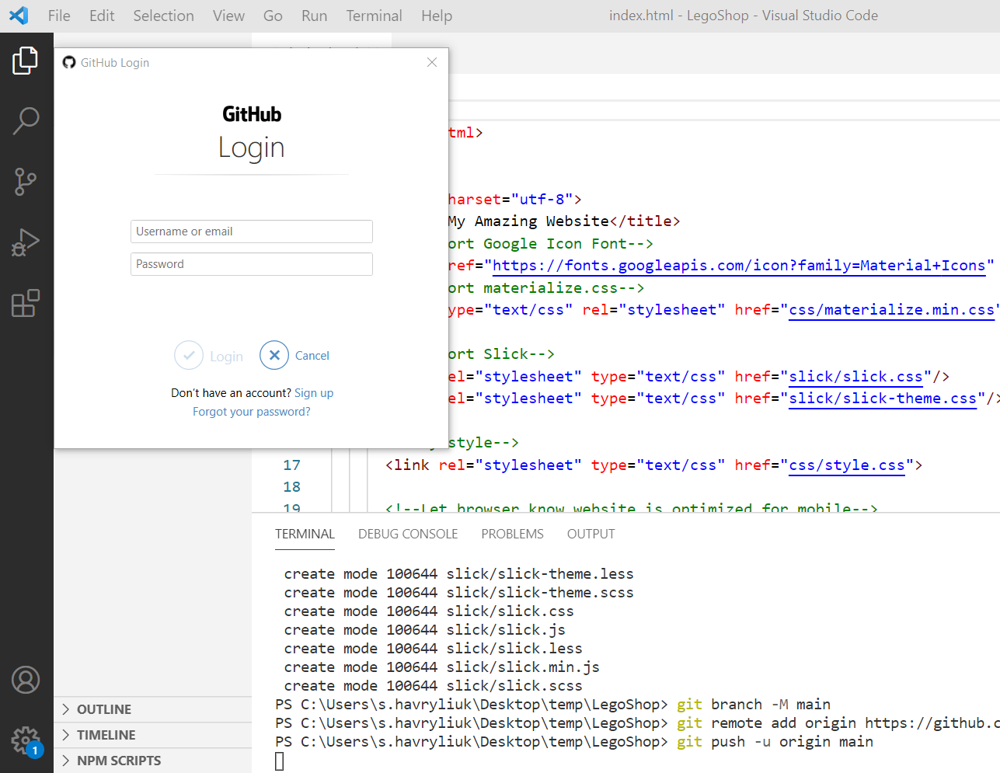 File Edit Selection View Go Run Terminal Help index.html - LegoShop - Visual Studio Code
GitHub Login
GitHub
Login
Username or email
Password
Login Cancel
Don't have an account? Sign up
Forgot your password?
tml>
harset="utf-8">
My Amazing Website</title>
ort Google Icon Font-->
ref="https://fonts.googleapis.com/icon?family=Material+Icons"
ort materialize.css-->
ype="text/css" rel="stylesheet" href="css/materialize.min.css"
ort Slick-->
el="stylesheet" type="text/css" href="slick/slick.css"/>
el="stylesheet" type="text/css" href="slick/slick-theme.css"/>
style-->
17 <link rel="stylesheet" type="text/css" href="css/style.css">
18
19 <!--Let browser know website is optimized for mobile-->
TERMINAL DEBUG CONSOLE PROBLEMS OUTPUT
create mode 100644 slick/slick-theme.less
create mode 100644 slick/slick-theme.scss
create mode 100644 slick/slick.css
create mode 100644 slick/slick.js
create mode 100644 slick/slick.less
create mode 100644 slick/slick.min.js
create mode 100644 slick/slick.scss
PS C:\Users\s.havryliuk\Desktop\temp\LegoShop> git branch -M main
PS C:\Users\s.havryliuk\Desktop\temp\LegoShop> git remote add origin https://github.c
PS C:\Users\s.havryliuk\Desktop\temp\LegoShop> git push -u origin main
OUTLINE
TIMELINE
NPM SCRIPTS
1